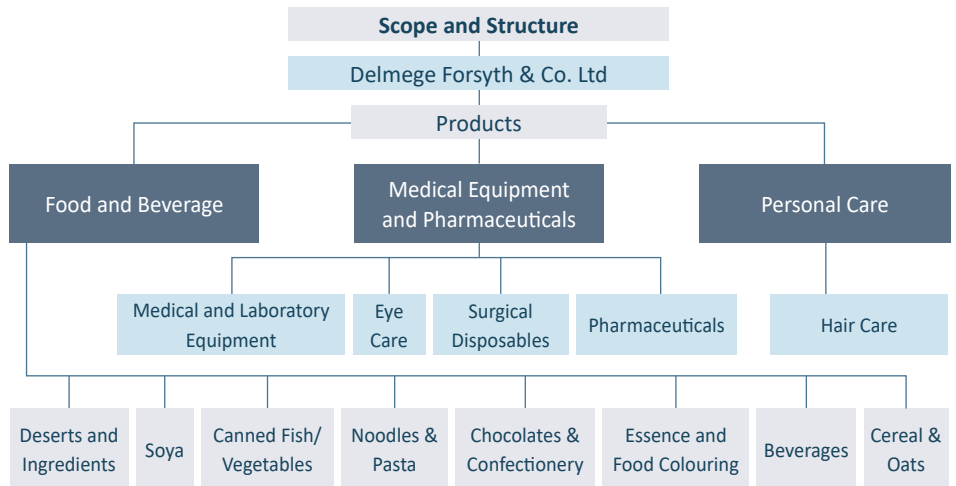 Scope and Structure
Delmege Forsyth & Co. Ltd
Products
Food and Beverage
Medical Equipment
and Pharmaceuticals
Personal Care
Medical and Laboratory
Equipment
Eye
Care
Surgical
Disposables
Pharmaceuticals
Hair Care
Deserts and
Ingredients
Soya
Canned Fish/
Vegetables
Noodles &
Pasta
Chocolates &
Confectionery
Essence and
Food Colouring
Beverages
Cereal &
Oats